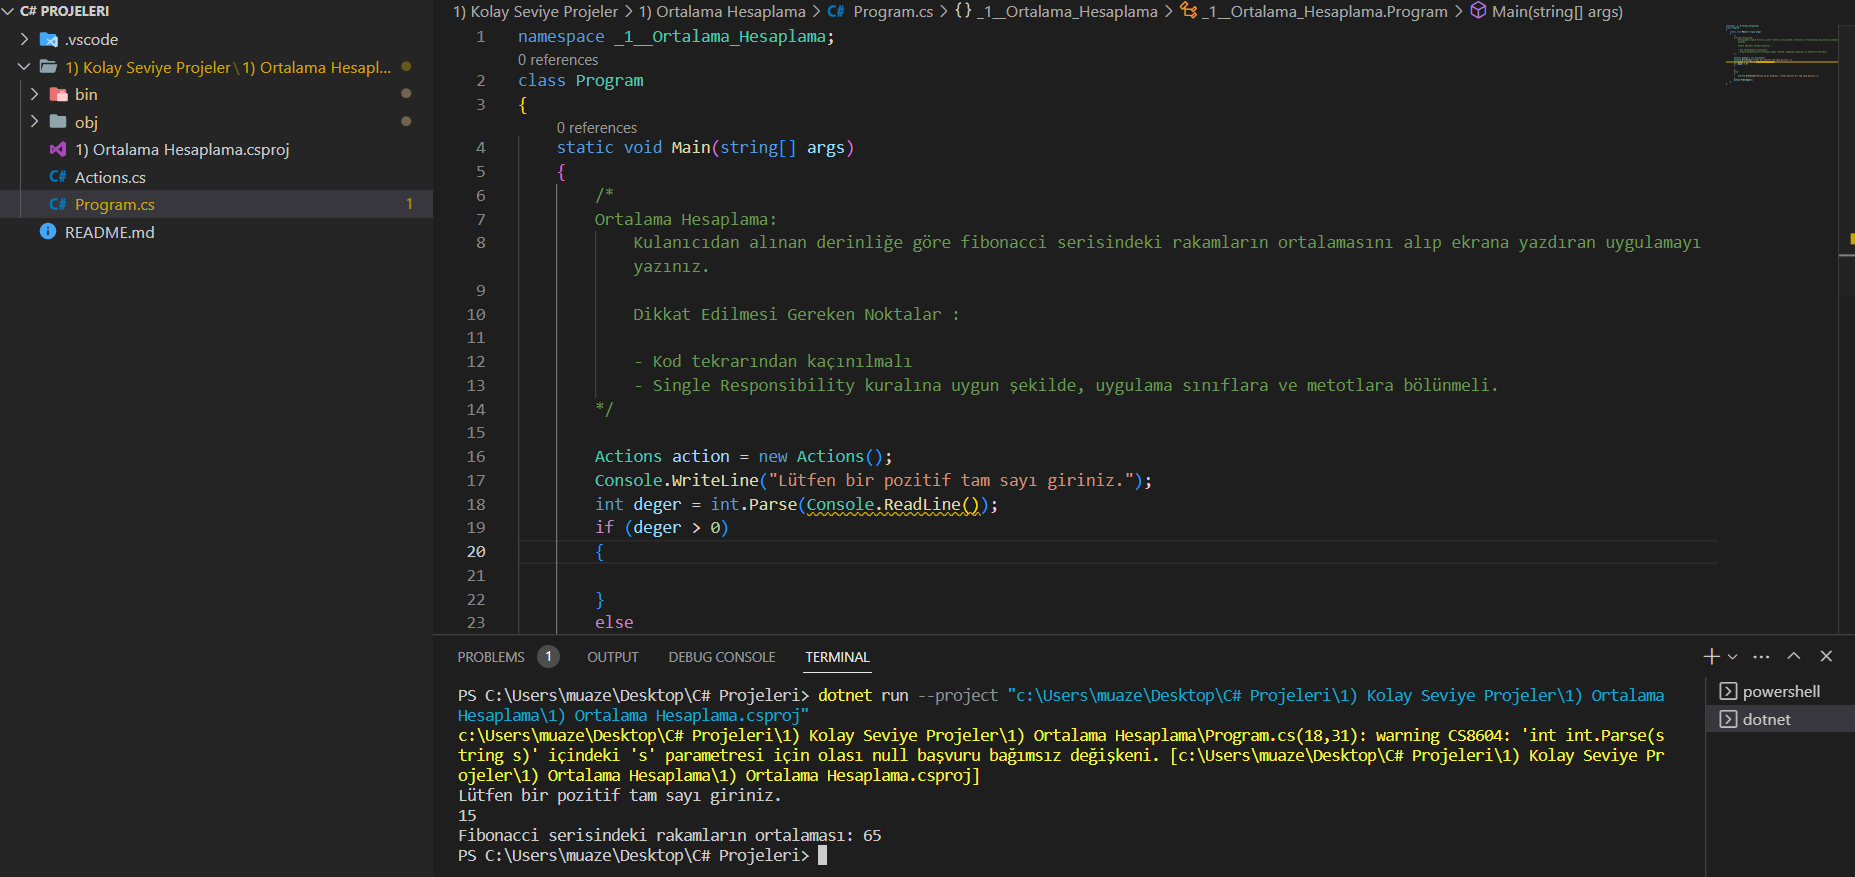 C# PROJELERI
.vscode
1) Kolay Seviye Projeler\1) Ortalama Hesapl...
bin
obj
1) Ortalama Hesaplama.csproj
C# Actions.cs
C# Program.cs 1
README.md
1) Kolay Seviye Projeler > 1) Ortalama Hesaplama > C# Program.cs > {} _1__Ortalama_Hesaplama > _1__Ortalama_Hesaplama.Program > Main(string[] args)
1 namespace _1__Ortalama_Hesaplama;
0 references
2 class Program
3 {
0 references
4 static void Main(string[] args)
5 {
6 /*
7 Ortalama Hesaplama:
8 Kulanıcıdan alınan derinliğe göre fibonacci serisindeki rakamların ortalamasını alıp ekrana yazdıran uygulamayı
yazınız.
9
10 Dikkat Edilmesi Gereken Noktalar :
11
12 - Kod tekrarından kaçınılmalı
13 - Single Responsibility kuralına uygun şekilde, uygulama sınıflara ve metotlara bölünmeli.
14 */
15
16 Actions action = new Actions();
17 Console.WriteLine("Lütfen bir pozitif tam sayı giriniz.");
18 int deger = int.Parse(Console.ReadLine());
19 if (deger > 0)
20 {
21
22 }
23 else
PROBLEMS 1 OUTPUT DEBUG CONSOLE TERMINAL
PS C:\Users\muaze\Desktop\C# Projeleri> dotnet run --project "c:\Users\muaze\Desktop\C# Projeleri\1) Kolay Seviye Projeler\1) Ortalama
Hesaplama\1) Ortalama Hesaplama.csproj"
c:\Users\muaze\Desktop\C# Projeleri\1) Kolay Seviye Projeler\1) Ortalama Hesaplama\Program.cs(18,31): warning CS8604: 'int int.Parse(s
tring s)' içindeki 's' parametresi için olası null başvuru bağımsız değişkeni. [c:\Users\muaze\Desktop\C# Projeleri\1) Kolay Seviye Pr
ojeler\1) Ortalama Hesaplama\1) Ortalama Hesaplama.csproj]
Lütfen bir pozitif tam sayı giriniz.
15
Fibonacci serisindeki rakamların ortalaması: 65
PS C:\Users\muaze\Desktop\C# Projeleri>
powershell
dotnet